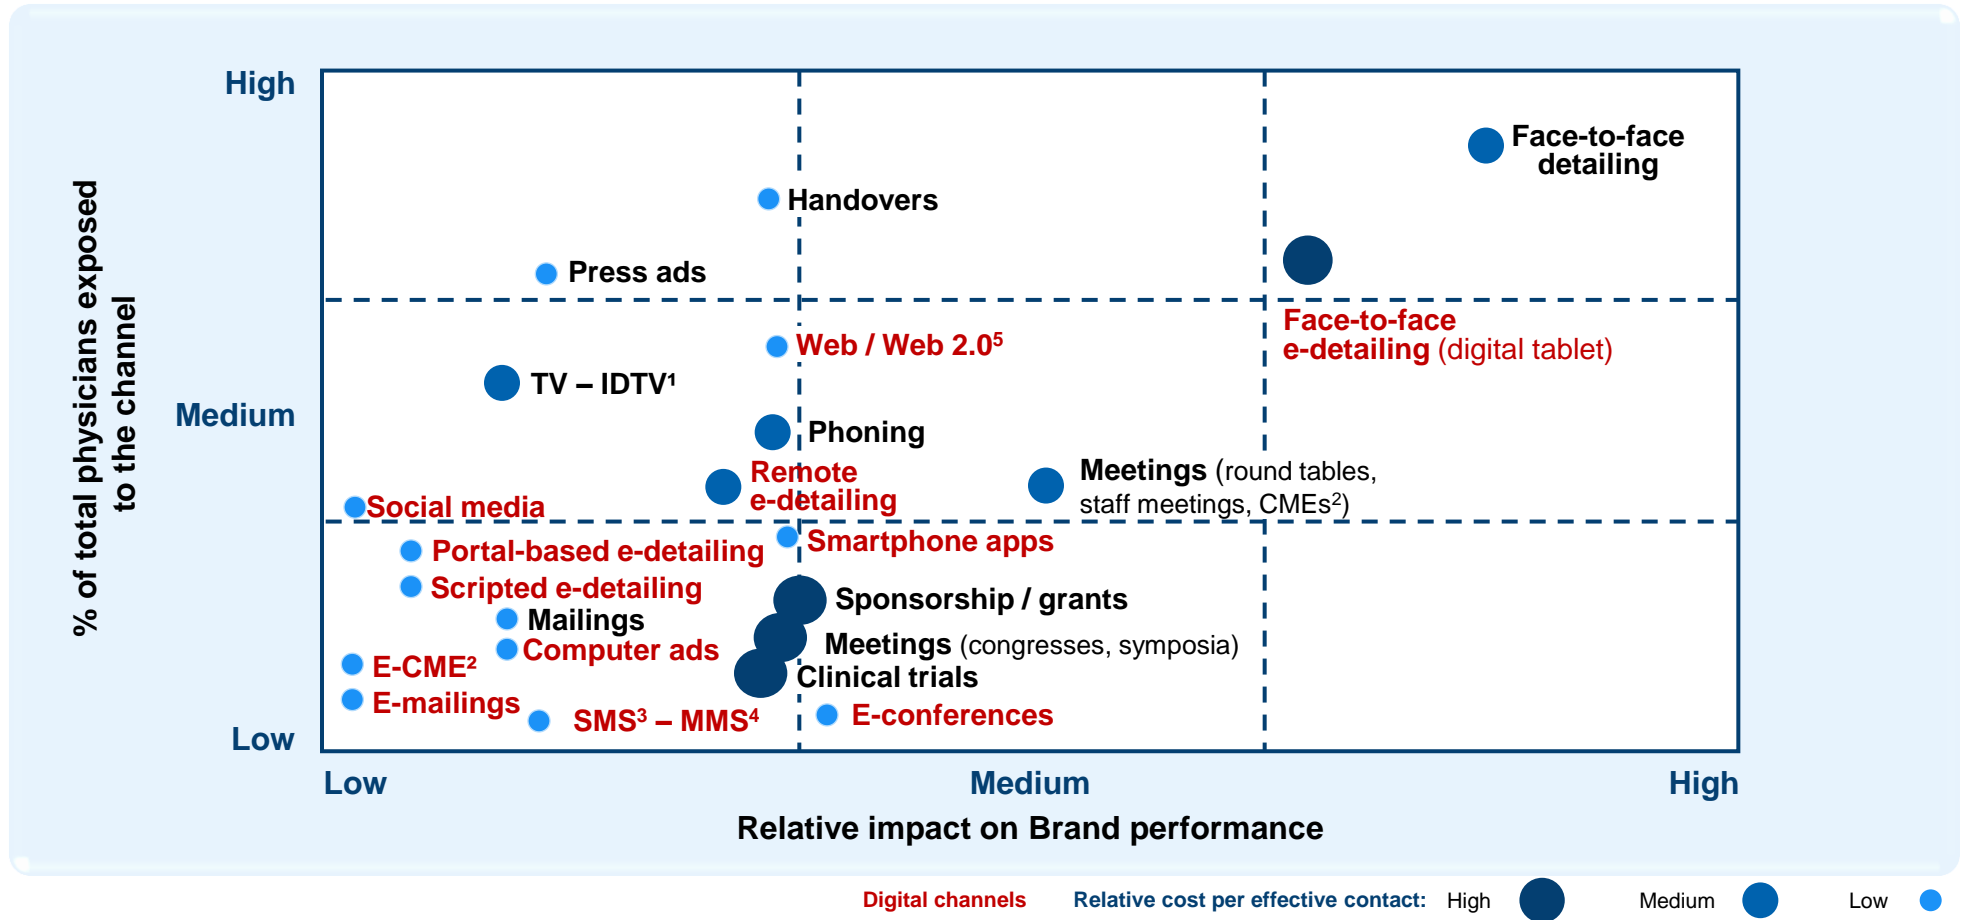 High
Face-to-face
detailing
Handovers
Press ads
% of total physicians exposed
to the channel
Face-to-face
e-detailing (digital tablet)
Web / Web 2.0⁵
TV – IDTV¹
Medium
Phoning
Remote
e-detailing
Meetings (round tables,
staff meetings, CMEs²)
Social media
Smartphone apps
Portal-based e-detailing
Scripted e-detailing
Sponsorship / grants
Mailings
Meetings (congresses, symposia)
Computer ads
E-CME²
Clinical trials
E-mailings
SMS³ – MMS⁴
E-conferences
Low
Low Medium High
Relative impact on Brand performance
Digital channels Relative cost per effective contact: High Medium Low